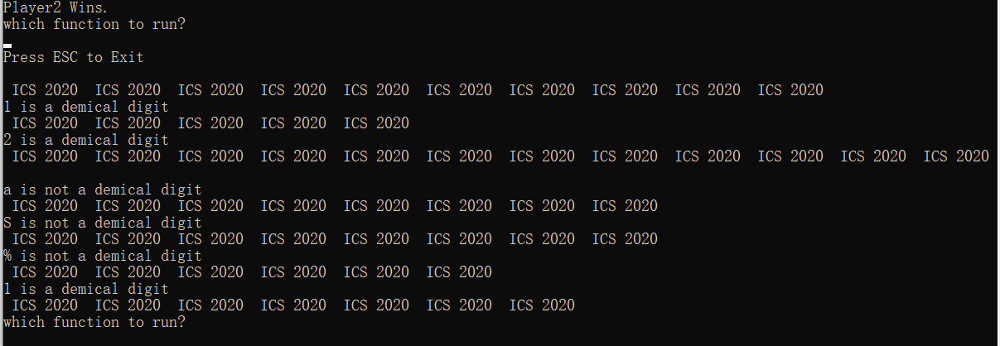 Player2 Wins.
which function to run?
Press ESC to Exit
ICS 2020  ICS 2020  ICS 2020  ICS 2020  ICS 2020  ICS 2020  ICS 2020  ICS 2020  ICS 2020  ICS 2020
1 is a demical digit
ICS 2020  ICS 2020  ICS 2020  ICS 2020  ICS 2020
2 is a demical digit
ICS 2020  ICS 2020  ICS 2020  ICS 2020  ICS 2020  ICS 2020  ICS 2020  ICS 2020  ICS 2020  ICS 2020  ICS 2020  ICS 2020
a is not a demical digit
ICS 2020  ICS 2020  ICS 2020  ICS 2020  ICS 2020  ICS 2020  ICS 2020  ICS 2020
S is not a demical digit
ICS 2020  ICS 2020  ICS 2020  ICS 2020  ICS 2020  ICS 2020  ICS 2020  ICS 2020
% is not a demical digit
ICS 2020  ICS 2020  ICS 2020  ICS 2020  ICS 2020  ICS 2020
1 is a demical digit
ICS 2020  ICS 2020  ICS 2020  ICS 2020  ICS 2020  ICS 2020  ICS 2020
which function to run?